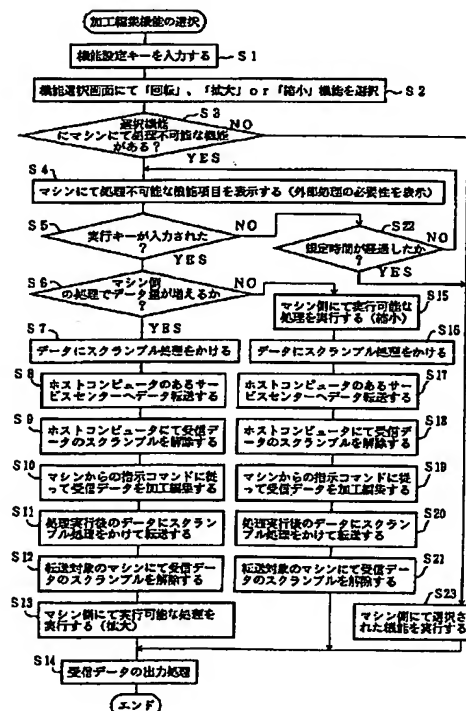 加工編集機能の選択
機能設定キーを入力する
S1
機能選択画面にて「回転」、「拡大」or「縮小」機能を選択
S2
S3
選択機能
にマシンにて処理不可能な機能
がある?
NO
YES
S4
マシンにて処理不可能な機能項目を表示する(外部処理の必要性を表示)
S5
実行キーが入力された
?
NO
YES
S22
規定時間が経過したか
?
NO
YES
S6
マシン側
の処理でデータ量が増えるか
?
NO
YES
S15
マシン側にて実行可能な
処理を実行する(縮小)
S7
データにスクランブル処理をかける
S16
データにスクランブル処理をかける
S8
ホストコンピュータのあるサー
ビスセンターへデータ転送する
S17
ホストコンピュータのあるサー
ビスセンターへデータ転送する
S9
ホストコンピュータにて受信デ
ータのスクランブルを解除する
S18
ホストコンピュータにて受信デ
ータのスクランブルを解除する
S10
マシンからの指示コマンドに従
って受信データを加工編集する
S19
マシンからの指示コマンドに従
って受信データを加工編集する
S11
処理実行後のデータにスクラン
ブル処理をかけて転送する
S20
処理実行後のデータにスクラン
ブル処理をかけて転送する
S12
転送対象のマシンにて受信デー
タのスクランブルを解除する
S21
転送対象のマシンにて受信デー
タのスクランブルを解除する
S13
マシン側にて実行可能な処理を
実行する(拡大)
S23
マシン側にて選択さ
れた機能を実行する
S14
受信データの出力処理
エンド